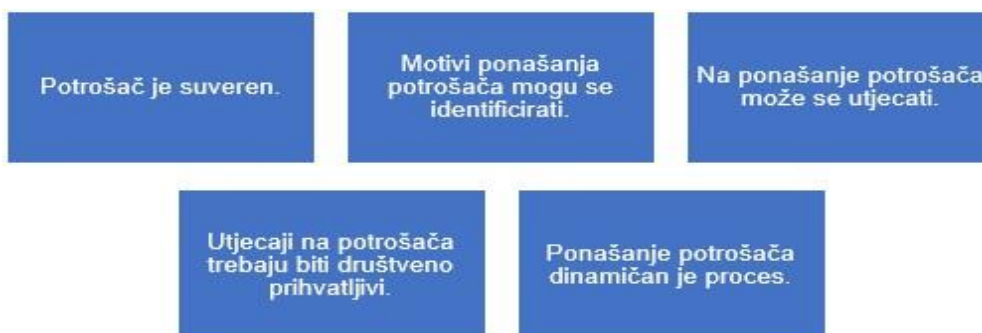 Potrošač je suveren.
Motivi ponašanja
potrošača mogu se
identificirati.
Na ponašanje potrošača
može se utjecati.
Utjecaji na potrošača
trebaju biti društveno
prihvatljivi.
Ponašanje potrošača
dinamičan je proces.